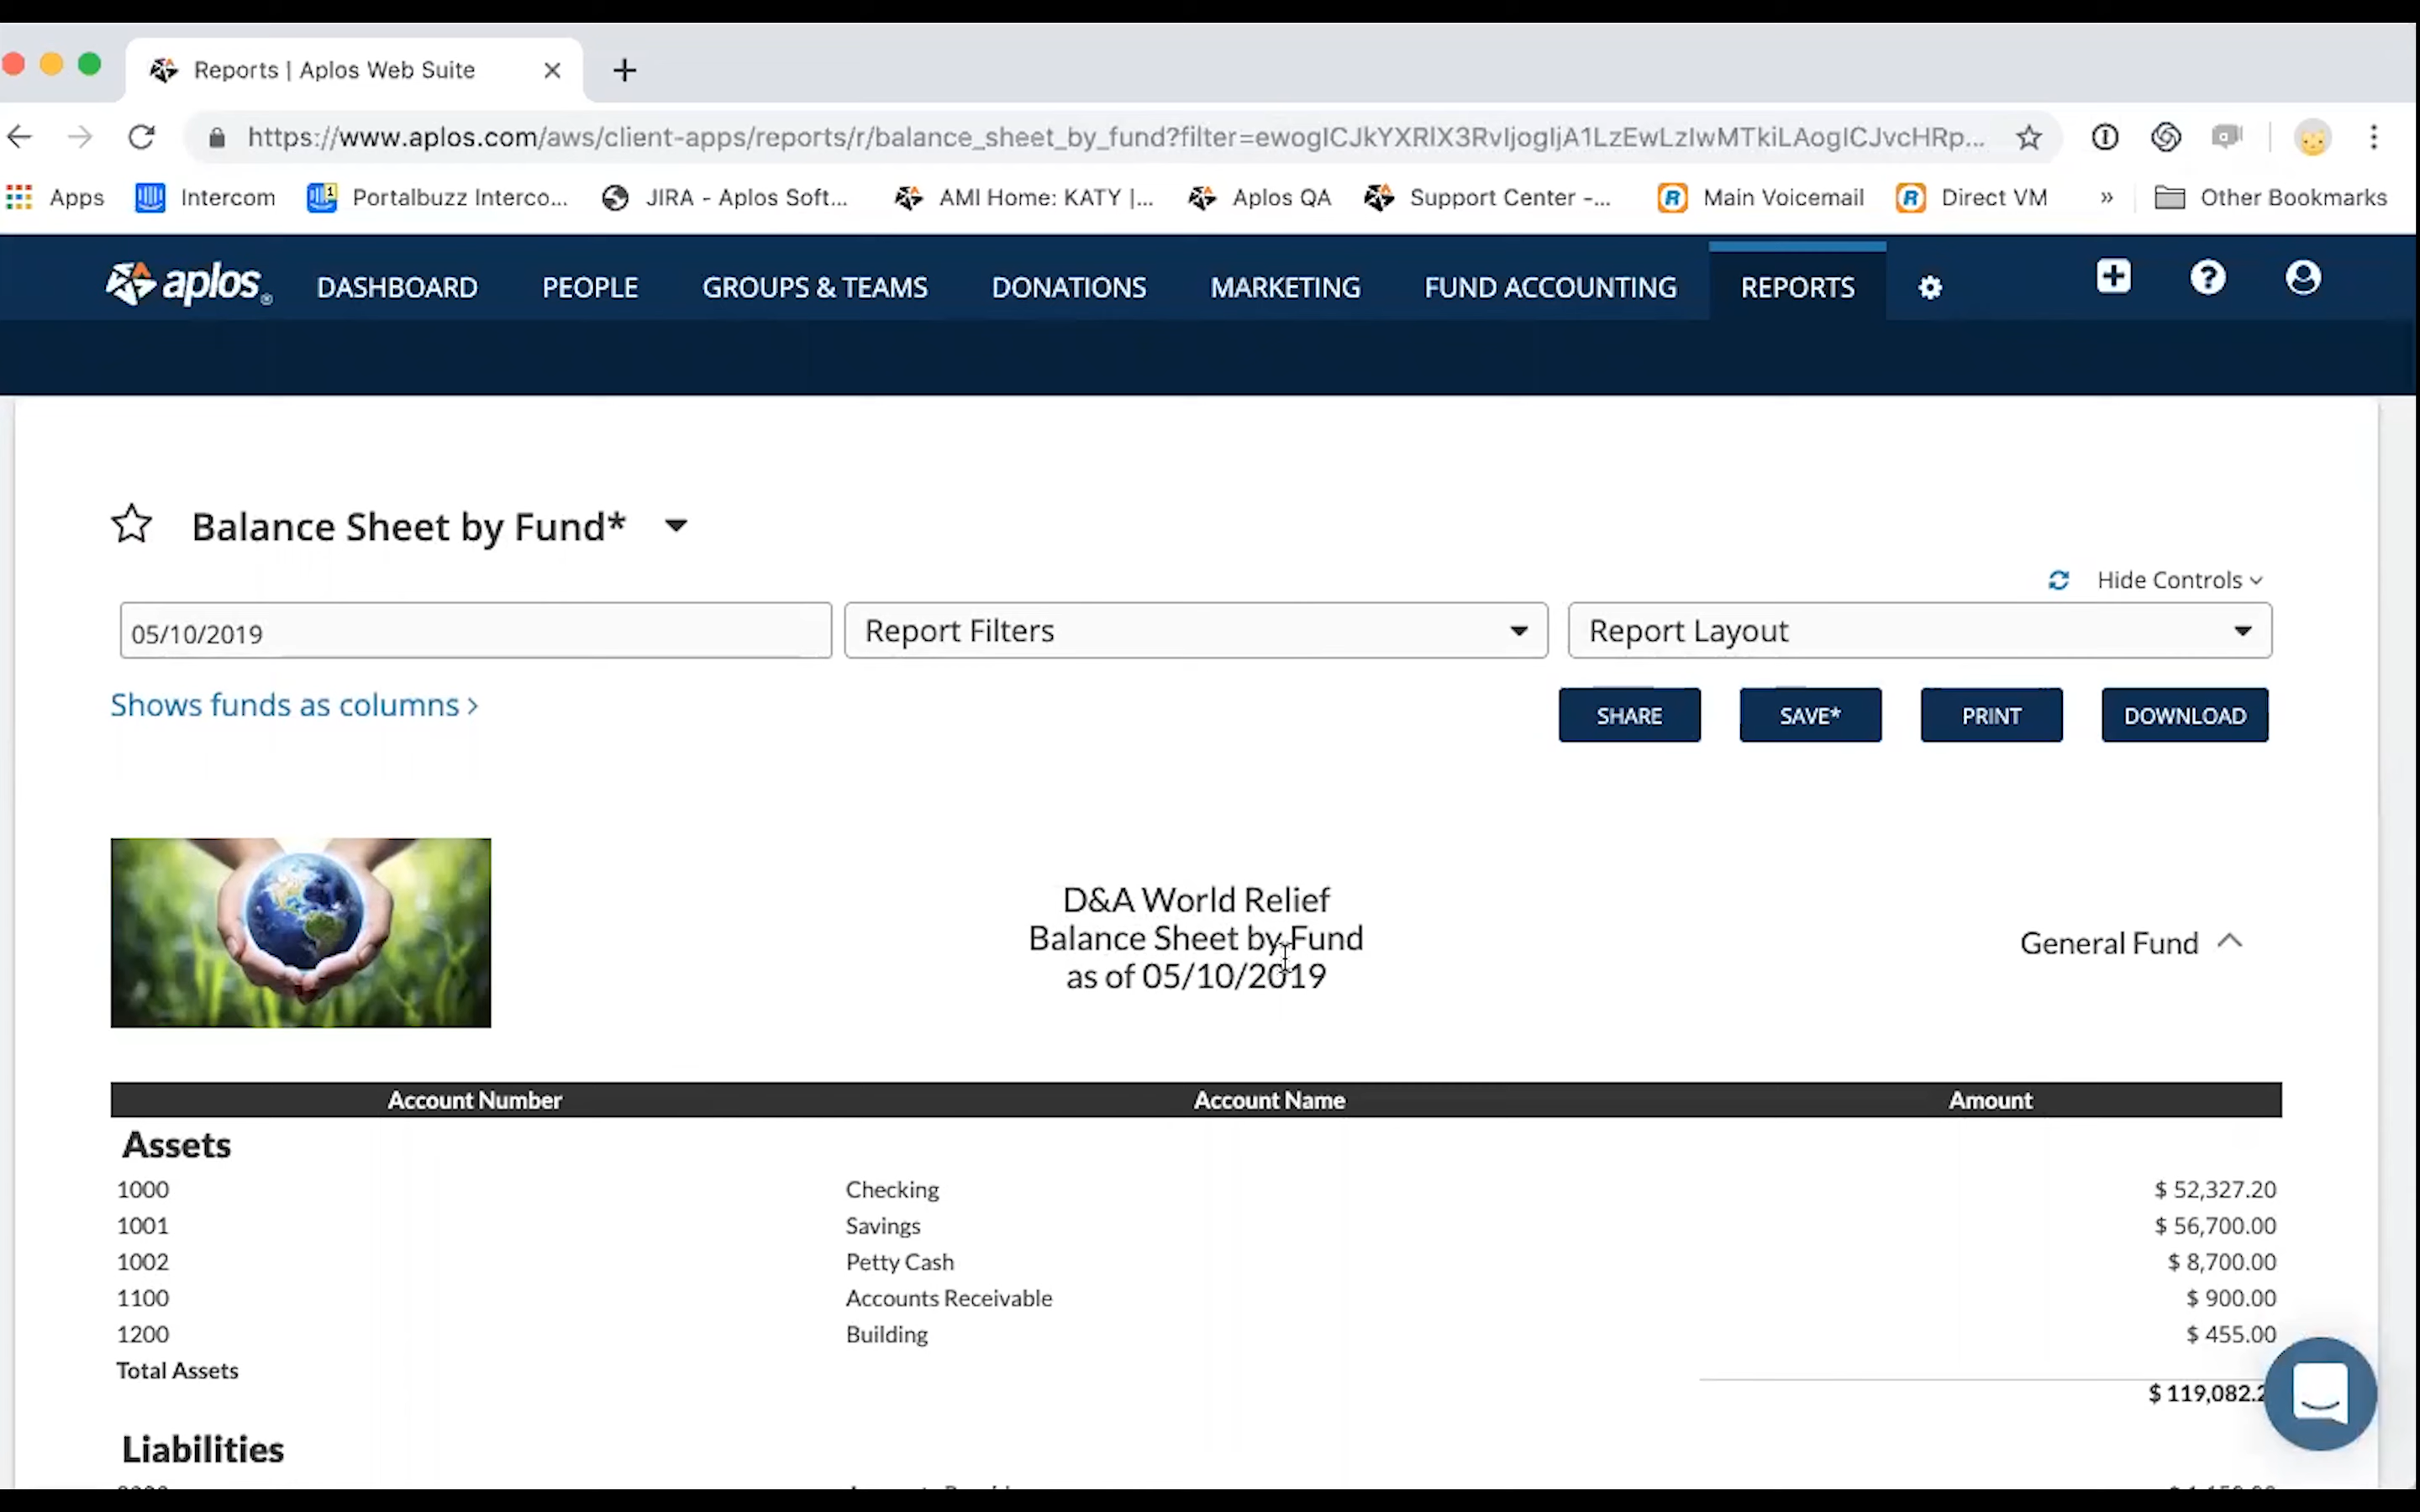 Reports | Aplos Web Suite
https://www.aplos.com/aws/client-apps/reports/r/balance_sheet_by_fund?filter=ewogICJkYXRlX3RvIjogIjA1LzEwLzIwMTkiLAogICJvcHRp...
Apps Intercom Portalbuzz Interco... JIRA - Aplos Soft... AMI Home: KATY |... Aplos QA Support Center -... Main Voicemail Direct VM » Other Bookmarks
aplos DASHBOARD PEOPLE GROUPS & TEAMS DONATIONS MARKETING FUND ACCOUNTING REPORTS
Balance Sheet by Fund*
Hide Controls
05/10/2019 Report Filters Report Layout
Shows funds as columns > SHARE SAVE* PRINT DOWNLOAD
D&A World Relief
Balance Sheet by Fund
as of 05/10/2019
General Fund
Account Number Account Name Amount
Assets
1000 Checking $ 52,327.20
1001 Savings $ 56,700.00
1002 Petty Cash $ 8,700.00
1100 Accounts Receivable $ 900.00
1200 Building $ 455.00
Total Assets
$ 119,082.2
Liabilities